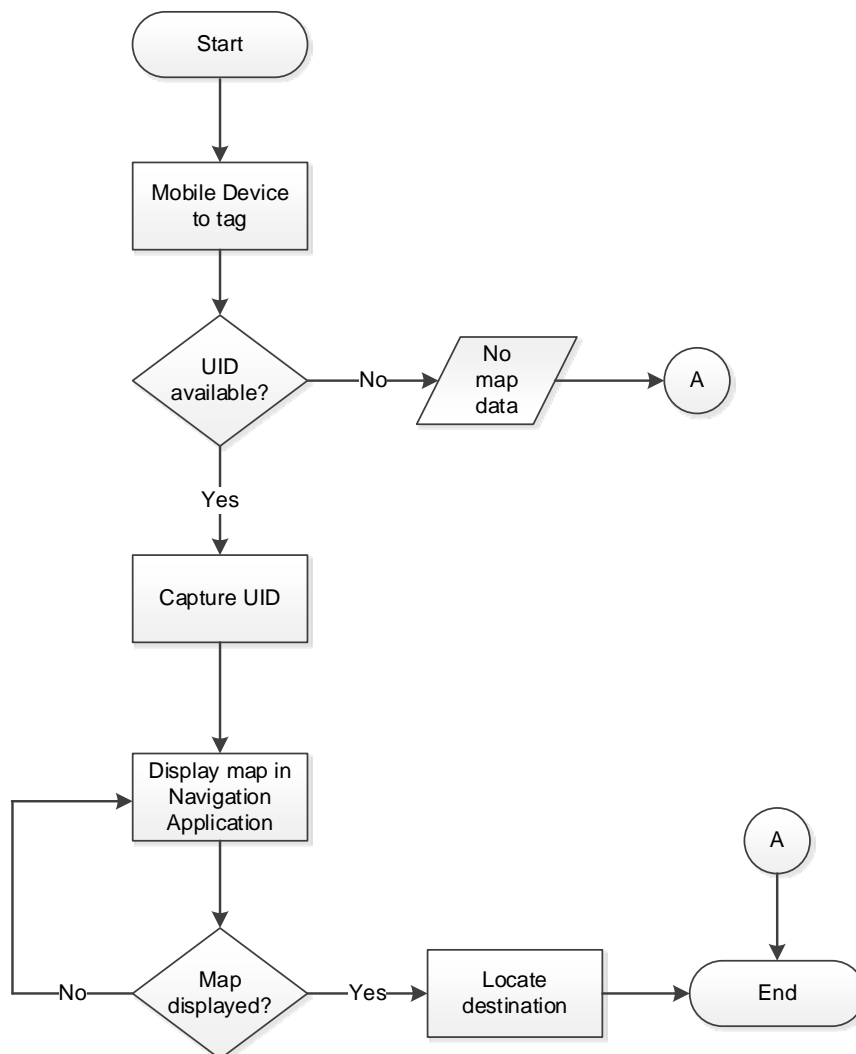 Start
Mobile Device
to tag
UID
available?
No
No
map
data
A
Yes
Capture UID
Display map in
Navigation
Application
A
Map
displayed?
No
Yes
Locate
destination
End